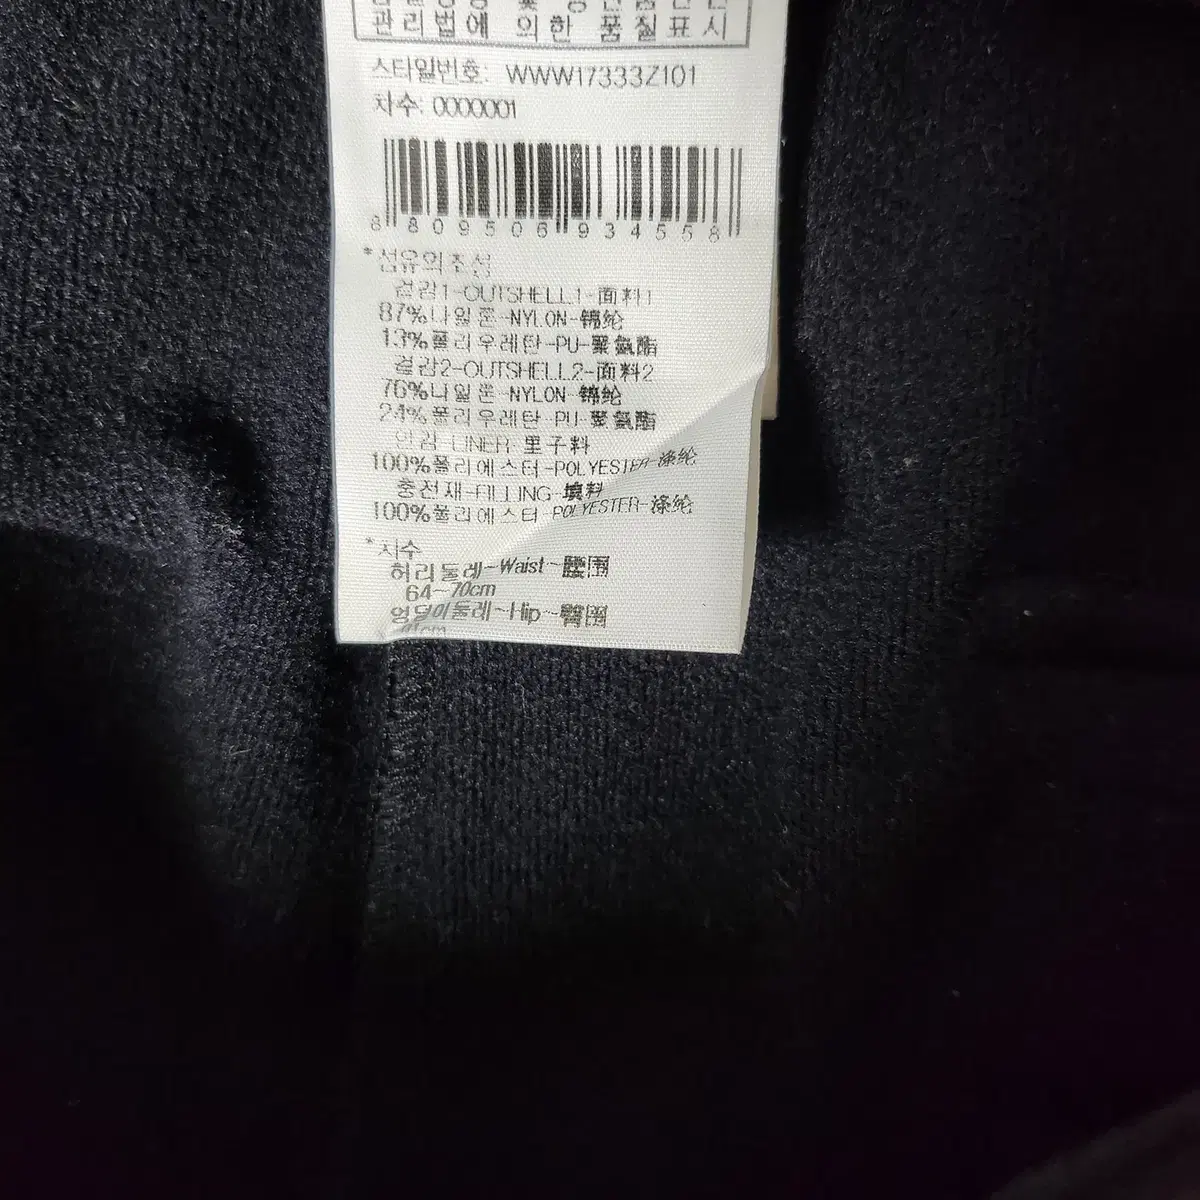 관리법에 의한 품질표시
스타일번호: WWW17333Z101
차수: 0000001
8 809506 934558
*섬유의조성
겉감1-OUTSHELL1-面料1
87%나일론-NYLON-锦纶
13%폴리우레탄-PU-聚氨酯
겉감2-OUTSHELL2-面料2
76%나일론-NYLON-锦纶
24%폴리우레탄-PU-聚氨酯
안감-LINER-里子料
100%폴리에스터-POLYESTER-涤纶
충전재-FILLING-填料
100%폴리에스터-POLYESTER-涤纶
*치수
허리둘레-Waist-腰围
64~70cm
엉덩이둘레-Hip-臀围
cm